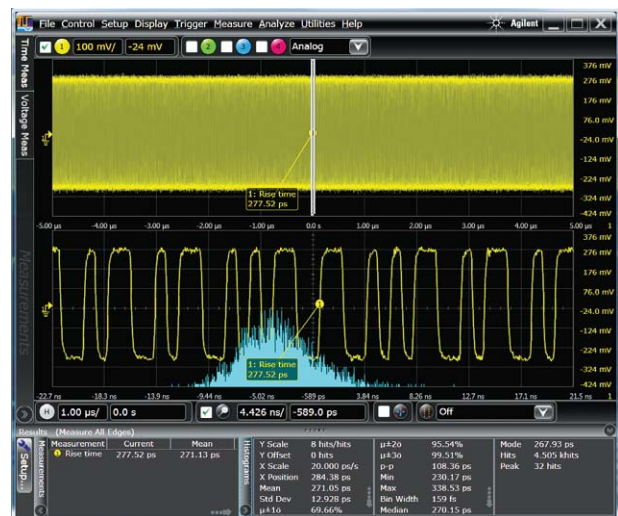 File Control Setup Display Trigger Measure Analyze Utilities Help Agilent
1 100 mV/ -24 mV 2 3 4 Analog
Time Meas
Voltage Meas
Measurements
376 mV
276 mV
176 mV
76.0 mV
-24.0 mV
-124 mV
-224 mV
-324 mV
-424 mV
1: Rise time
277.52 ps
-5.00 µs -4.00 µs -3.00 µs -2.00 µs -1.00 µs 0.0 s 1.00 µs 2.00 µs 3.00 µs 4.00 µs 5.00 µs 1
376 mV
276 mV
176 mV
76.0 mV
-24.0 mV
-124 mV
-224 mV
-324 mV
-424 mV
1
1: Rise time
277.52 ps
-22.7 ns -18.3 ns -13.9 ns -9.44 ns -5.02 ns -589 ps 3.84 ns 8.26 ns 12.7 ns 17.1 ns 21.5 ns 1
H 1.00 µs/ 0.0 s 4.426 ns/ -589.0 ps Off
Results (Measure All Edges)
Setup...
Measurements
Measurement Current Mean
Rise time 277.52 ps 271.13 ps
Histograms
Y Scale 8 hits/hits µ±2σ 95.54% Mode 267.93 ps
Y Offset 0 hits µ±3σ 99.51% Hits 4.505 khits
X Scale 20.000 ps/s p-p 108.36 ps Peak 32 hits
X Position 284.38 ps Min 230.17 ps
Mean 271.05 ps Max 338.53 ps
Std Dev 12.928 ps Bin Width 159 fs
µ±1σ 69.66% Median 270.15 ps